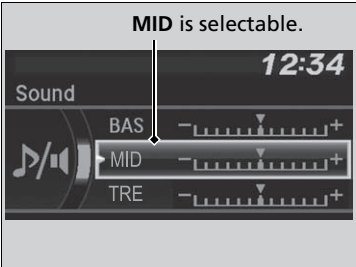 MID is selectable.
12:34
Sound
BAS - +
MID - +
TRE - +